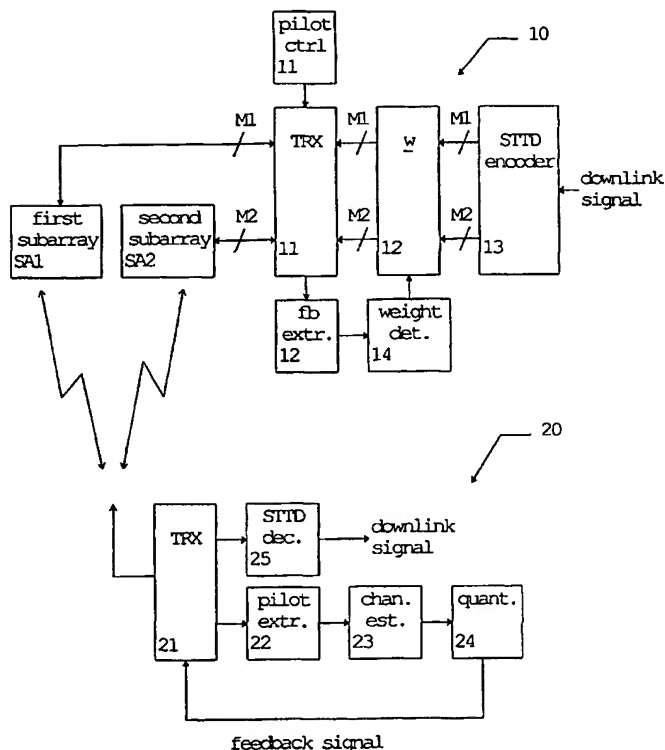 pilot
ctrl
11
10
M1
M1
M1
TRX
w
STTD
encoder
downlink
signal
first
subarray
SA1
second
subarray
SA2
M2
M2
M2
11
12
13
fb
extr.
12
weight
det.
14
20
TRX
21
STTD
dec.
25
downlink
signal
pilot
extr.
22
chan.
est.
23
quant.
24
feedback signal